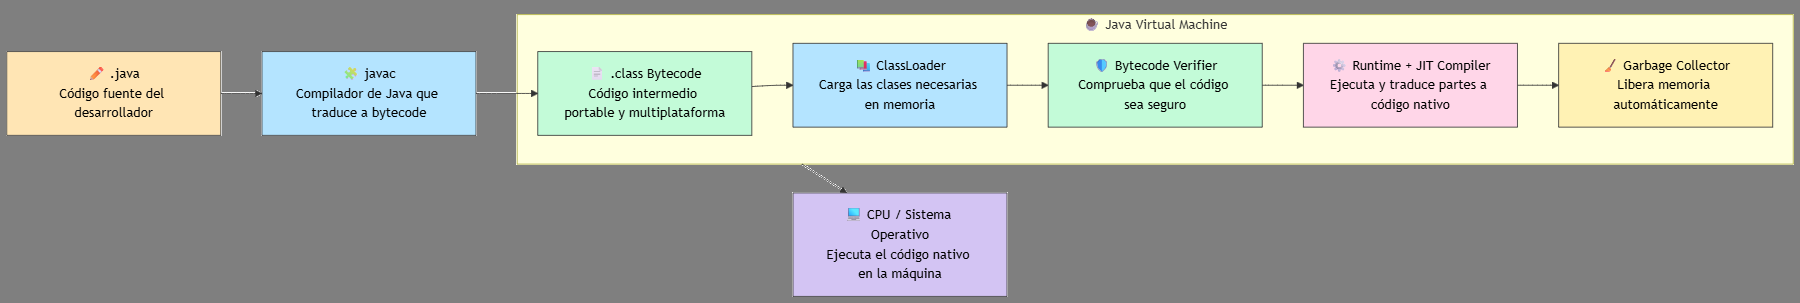 Java Virtual Machine
.java
Código fuente del
desarrollador
javac
Compilador de Java que
traduce a bytecode
.class Bytecode
Código intermedio
portable y multiplataforma
ClassLoader
Carga las clases necesarias
en memoria
Bytecode Verifier
Comprueba que el código
sea seguro
Runtime + JIT Compiler
Ejecuta y traduce partes a
código nativo
Garbage Collector
Libera memoria
automáticamente
CPU / Sistema
Operativo
Ejecuta el código nativo
en la máquina